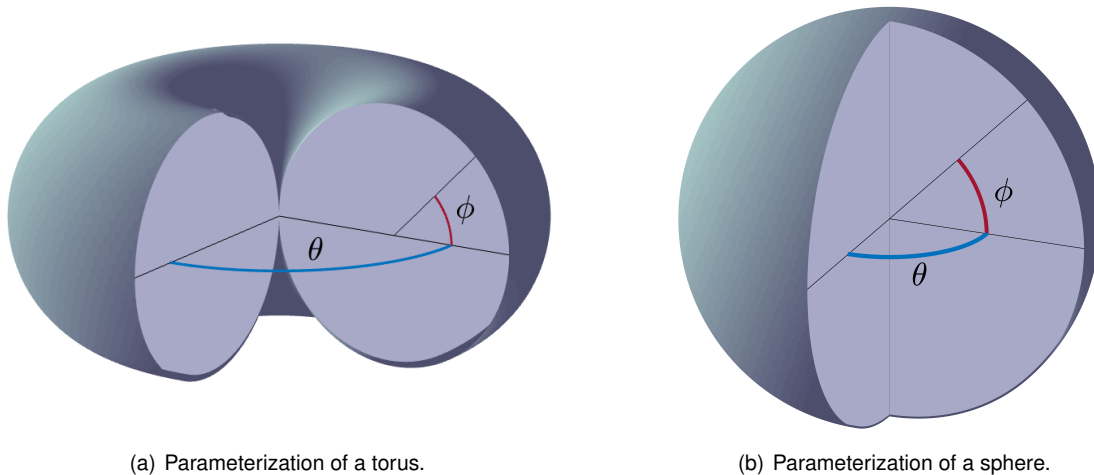 θ
ϕ
ϕ
θ
(a) Parameterization of a torus.
(b) Parameterization of a sphere.